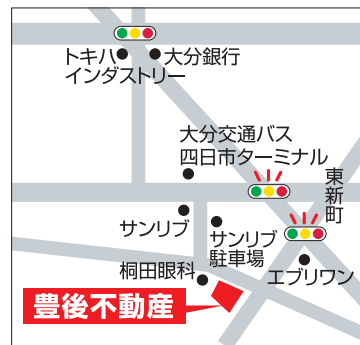 トキハ
インダストリー
大分銀行
大分交通バス
四日市ターミナル
東新町
サンリブ
サンリブ
駐車場
エブリワン
桐田眼科
豊後不動産